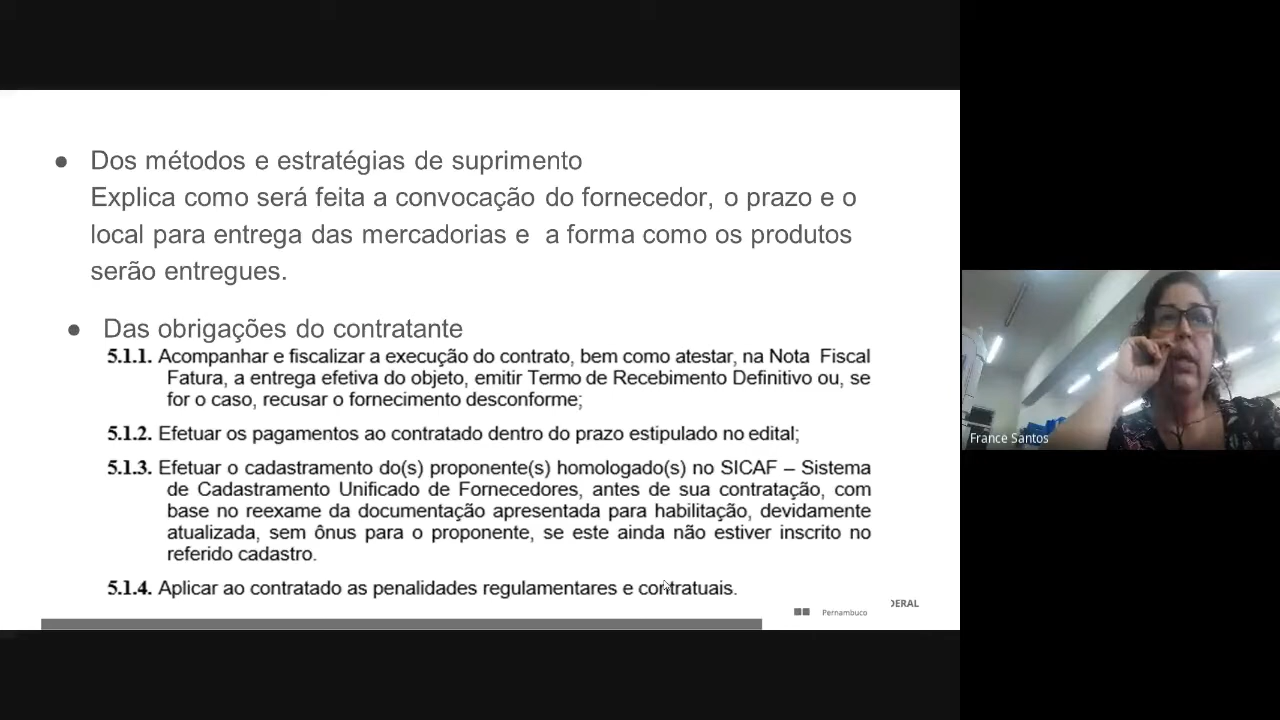 ● Dos métodos e estratégias de suprimento
Explica como será feita a convocação do fornecedor, o prazo e o
local para entrega das mercadorias e a forma como os produtos
serão entregues.
● Das obrigações do contratante
5.1.1. Acompanhar e fiscalizar a execução do contrato, bem como atestar, na Nota Fiscal
Fatura, a entrega efetiva do objeto, emitir Termo de Recebimento Definitivo ou, se
for o caso, recusar o fornecimento desconforme;
5.1.2. Efetuar os pagamentos ao contratado dentro do prazo estipulado no edital;
5.1.3. Efetuar o cadastramento do(s) proponente(s) homologado(s) no SICAF – Sistema
de Cadastramento Unificado de Fornecedores, antes de sua contratação, com
base no reexame da documentação apresentada para habilitação, devidamente
atualizada, sem ônus para o proponente, se este ainda não estiver inscrito no
referido cadastro.
5.1.4. Aplicar ao contratado as penalidades regulamentares e contratuais.
DERAL
Pernambuco
France Santos